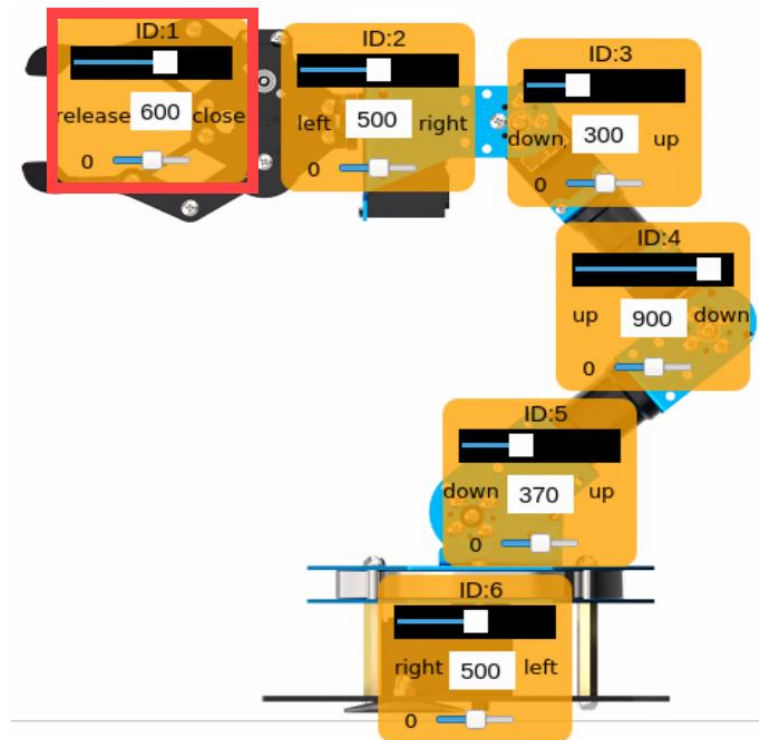 ID:1
release 600 close
0
ID:2
left 500 right
0
ID:3
down, 300 up
0
ID:4
up 900 down
0
ID:5
down 370 up
0
ID:6
right 500 left
0